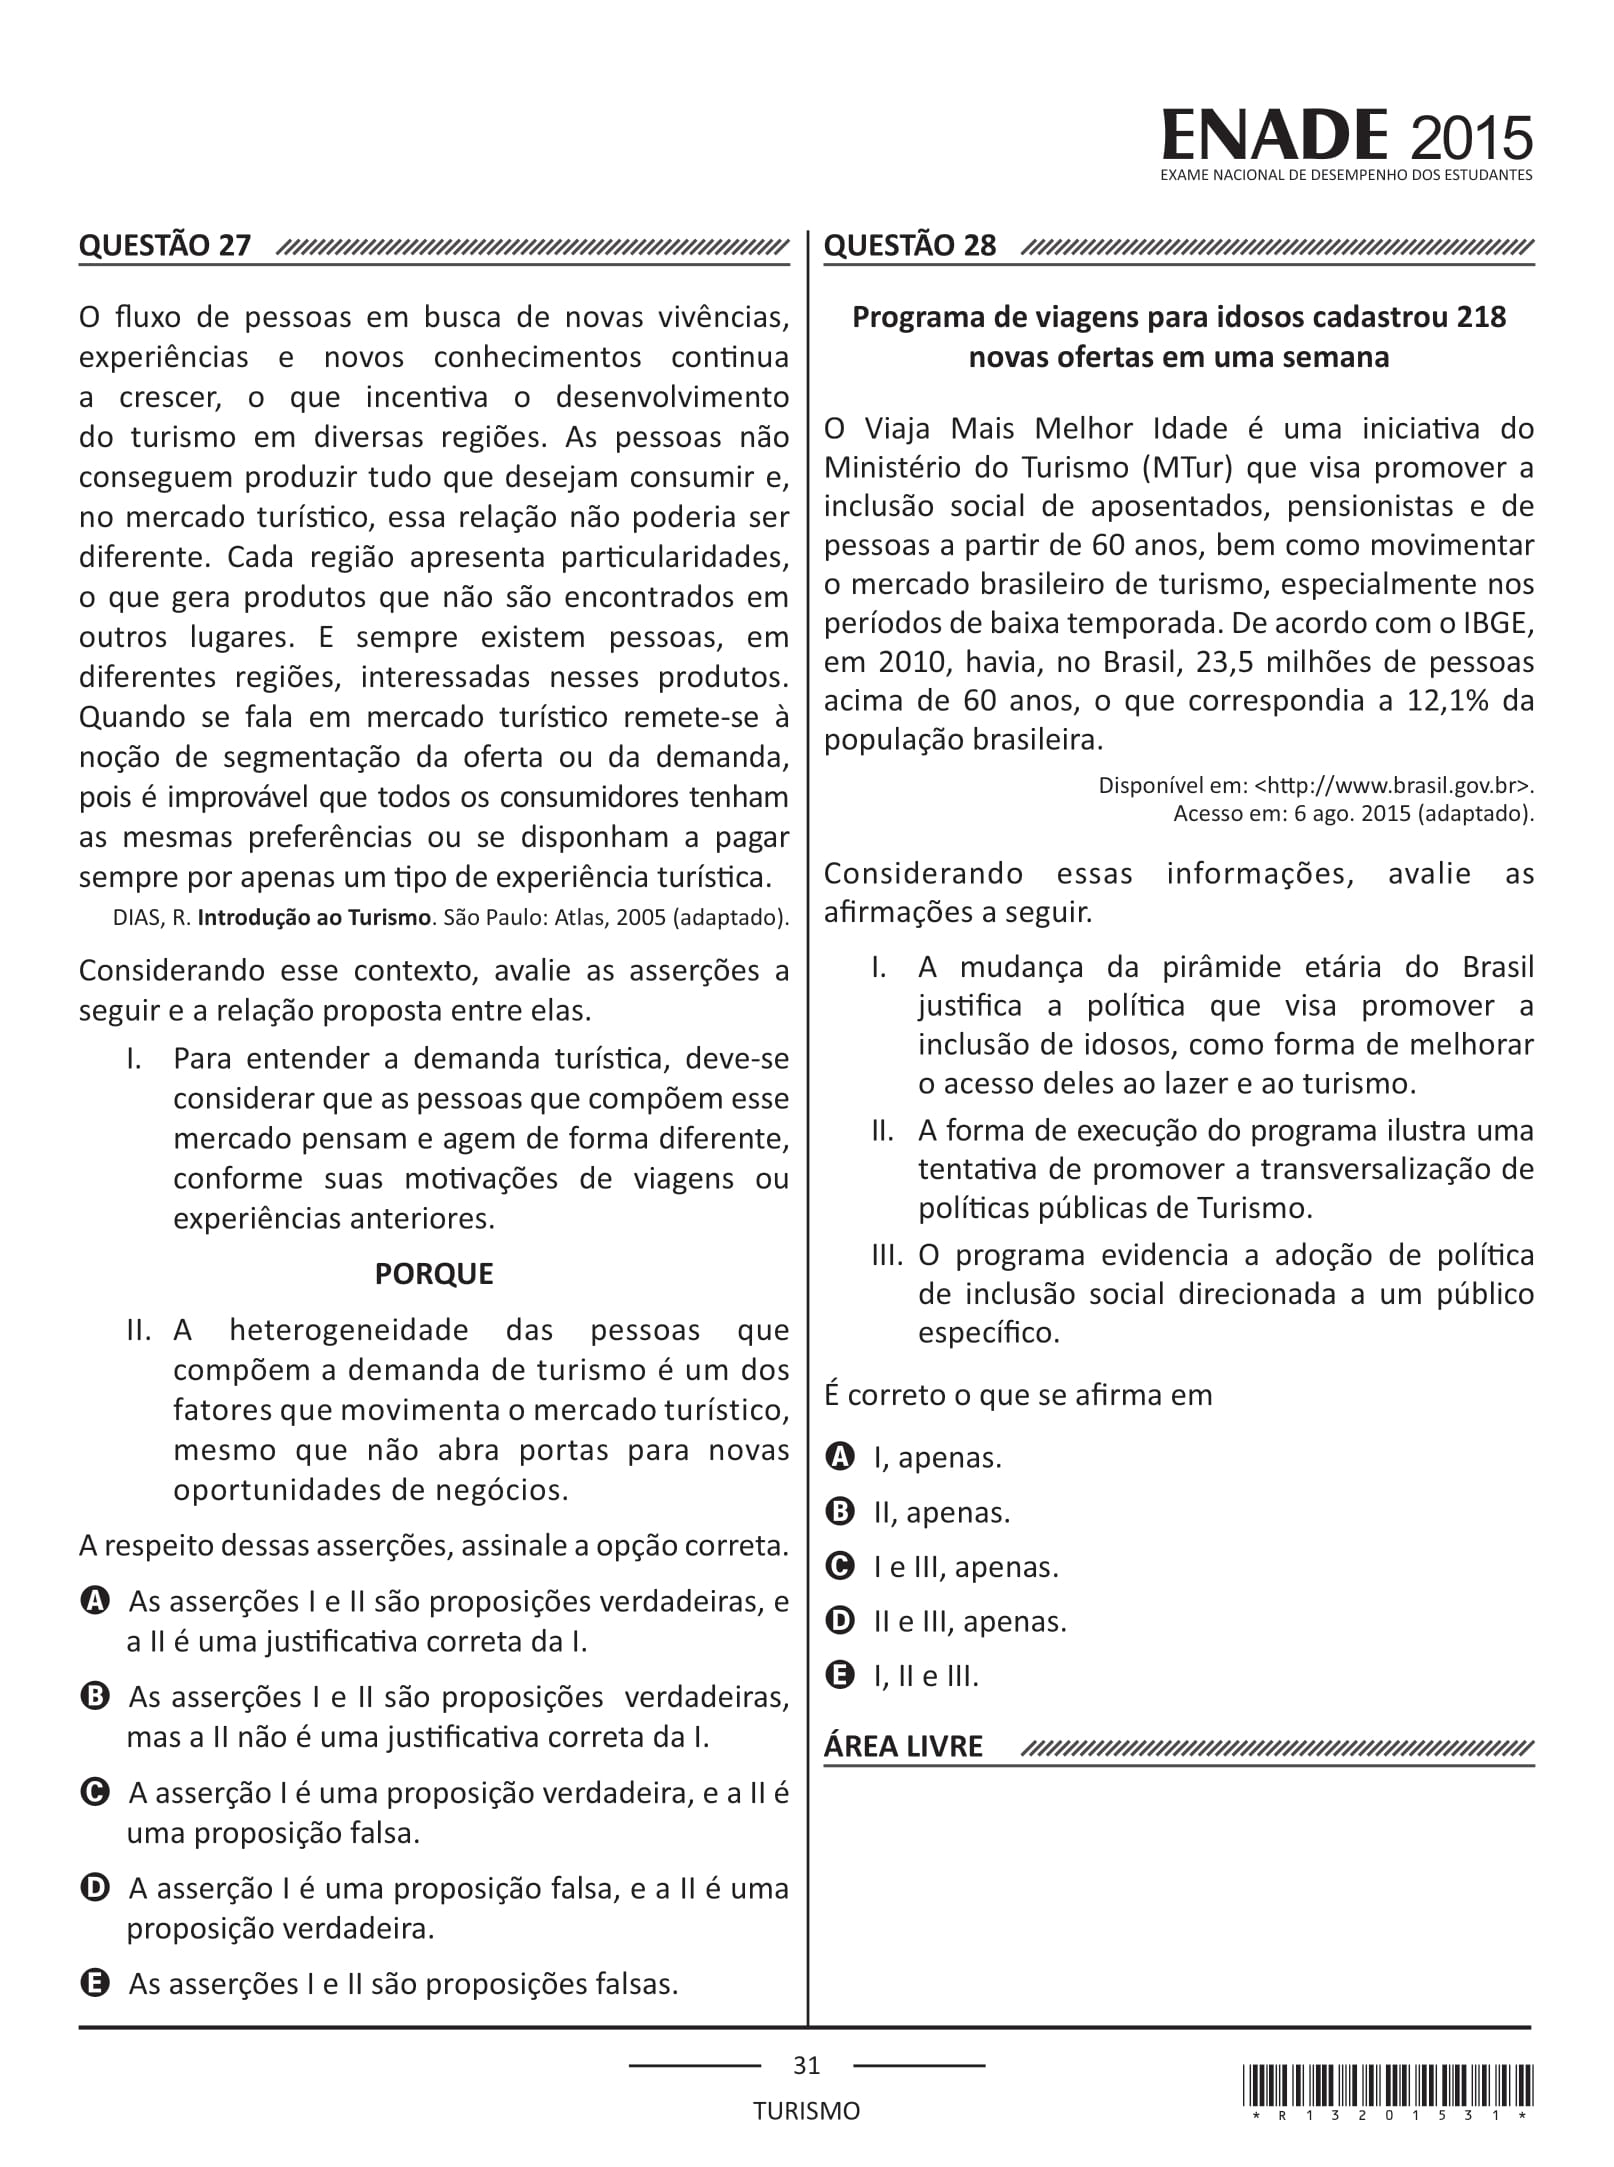 ENADE 2015
EXAME NACIONAL DE DESEMPENHO DOS ESTUDANTES
QUESTÃO 27
O fluxo de pessoas em busca de novas vivências,
experiências e novos conhecimentos continua
a crescer, o que incentiva o desenvolvimento
do turismo em diversas regiões. As pessoas não
conseguem produzir tudo que desejam consumir e,
no mercado turístico, essa relação não poderia ser
diferente. Cada região apresenta particularidades,
o que gera produtos que não são encontrados em
outros lugares. E sempre existem pessoas, em
diferentes regiões, interessadas nesses produtos.
Quando se fala em mercado turístico remete-se à
noção de segmentação da oferta ou da demanda,
pois é improvável que todos os consumidores tenham
as mesmas preferências ou se disponham a pagar
sempre por apenas um tipo de experiência turística.
DIAS, R. Introdução ao Turismo. São Paulo: Atlas, 2005 (adaptado).
Considerando esse contexto, avalie as asserções a
seguir e a relação proposta entre elas.
I. Para entender a demanda turística, deve-se
considerar que as pessoas que compõem esse
mercado pensam e agem de forma diferente,
conforme suas motivações de viagens ou
experiências anteriores.
PORQUE
II. A heterogeneidade das pessoas que
compõem a demanda de turismo é um dos
fatores que movimenta o mercado turístico,
mesmo que não abra portas para novas
oportunidades de negócios.
A respeito dessas asserções, assinale a opção correta.
A As asserções I e II são proposições verdadeiras, e
a II é uma justificativa correta da I.
B As asserções I e II são proposições verdadeiras,
mas a II não é uma justificativa correta da I.
C A asserção I é uma proposição verdadeira, e a II é
uma proposição falsa.
D A asserção I é uma proposição falsa, e a II é uma
proposição verdadeira.
E As asserções I e II são proposições falsas.
QUESTÃO 28
Programa de viagens para idosos cadastrou 218
novas ofertas em uma semana
O Viaja Mais Melhor Idade é uma iniciativa do
Ministério do Turismo (MTur) que visa promover a
inclusão social de aposentados, pensionistas e de
pessoas a partir de 60 anos, bem como movimentar
o mercado brasileiro de turismo, especialmente nos
períodos de baixa temporada. De acordo com o IBGE,
em 2010, havia, no Brasil, 23,5 milhões de pessoas
acima de 60 anos, o que correspondia a 12,1% da
população brasileira.
Disponível em: <http://www.brasil.gov.br>.
Acesso em: 6 ago. 2015 (adaptado).
Considerando essas informações, avalie as
afirmações a seguir.
I. A mudança da pirâmide etária do Brasil
justifica a política que visa promover a
inclusão de idosos, como forma de melhorar
o acesso deles ao lazer e ao turismo.
II. A forma de execução do programa ilustra uma
tentativa de promover a transversalização de
políticas públicas de Turismo.
III. O programa evidencia a adoção de política
de inclusão social direcionada a um público
específico.
É correto o que se afirma em
A I, apenas.
B II, apenas.
C I e III, apenas.
D II e III, apenas.
E I, II e III.
ÁREA LIVRE
31
TURISMO
*R13201531*